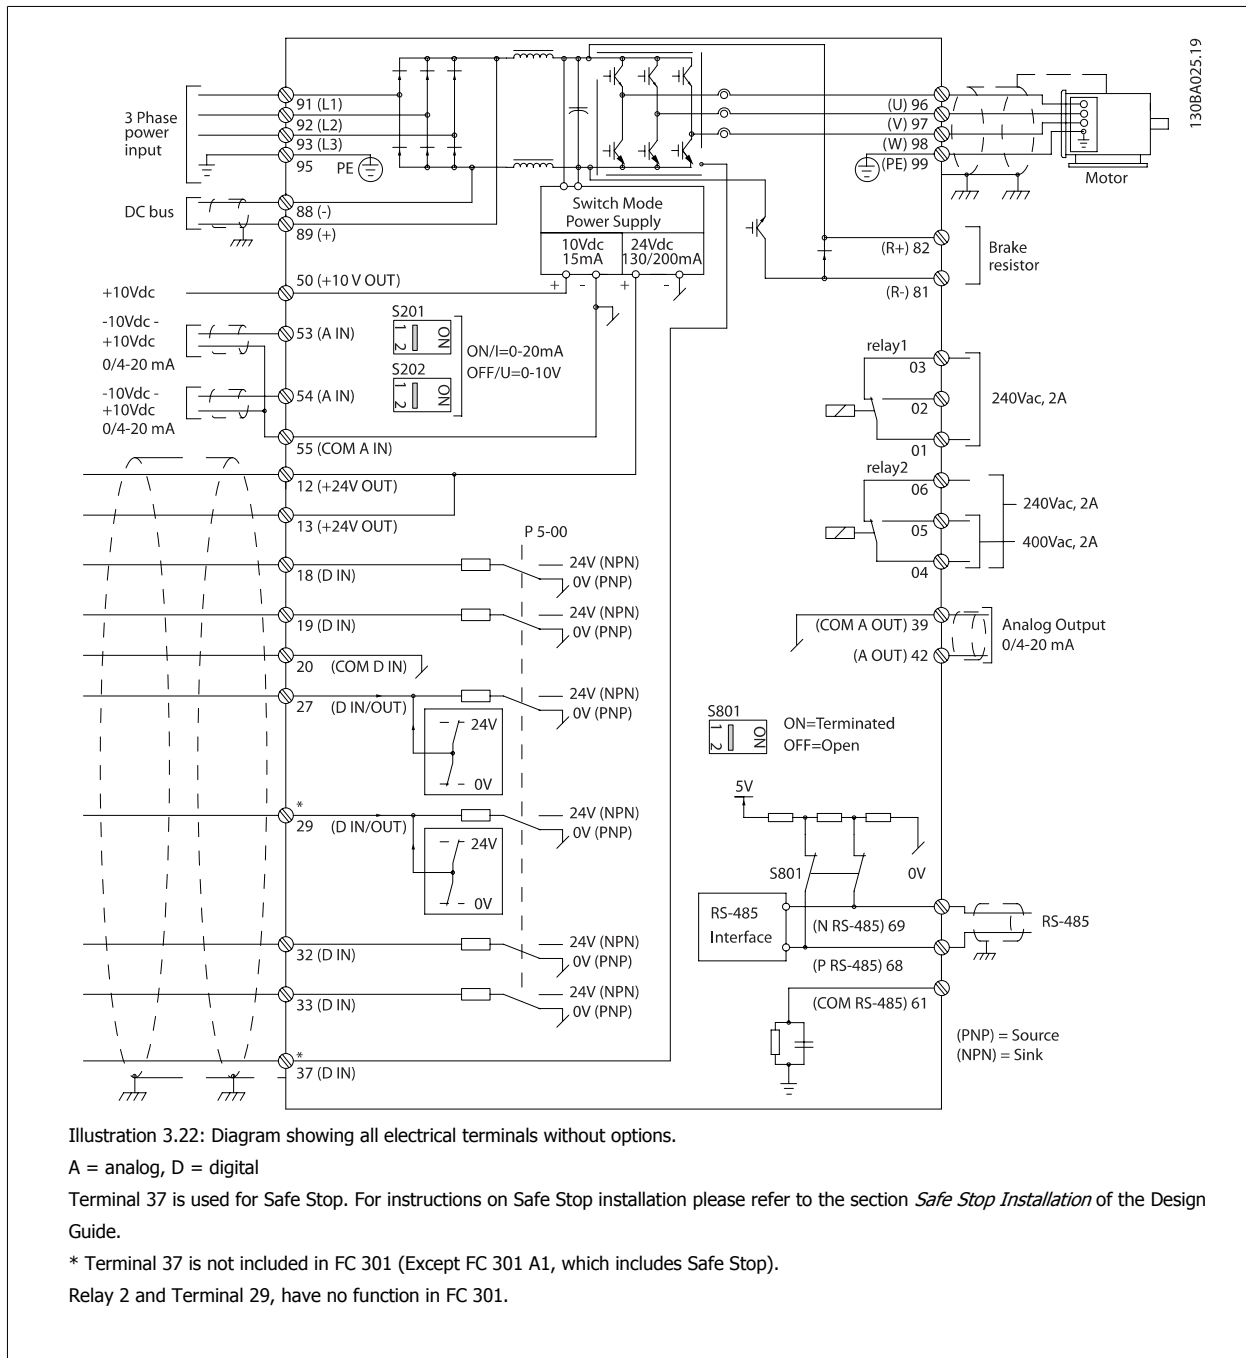 130BA025.19
3 Phase
power
input
91 (L1)
92 (L2)
93 (L3)
95
PE
DC bus
88 (-)
89 (+)
+10Vdc
50 (+10 V OUT)
-10Vdc -
+10Vdc
0/4-20 mA
53 (A IN)
-10Vdc -
+10Vdc
0/4-20 mA
54 (A IN)
55 (COM A IN)
12 (+24V OUT)
13 (+24V OUT)
18 (D IN)
19 (D IN)
20 (COM D IN)
27 (D IN/OUT)
24V
0V
*
29 (D IN/OUT)
24V
0V
32 (D IN)
33 (D IN)
*
37 (D IN)
Switch Mode
Power Supply
10Vdc
15mA
24Vdc
130/200mA
+ - + -
S201
1 2 ON
S202
1 2 ON
ON/I=0-20mA
OFF/U=0-10V
P 5-00
24V (NPN)
0V (PNP)
24V (NPN)
0V (PNP)
24V (NPN)
0V (PNP)
24V (NPN)
0V (PNP)
24V (NPN)
0V (PNP)
24V (NPN)
0V (PNP)
(U) 96
(V) 97
(W) 98
(PE) 99
Motor
(R+) 82
(R-) 81
Brake
resistor
relay1
03
02
01
240Vac, 2A
relay2
06
05
04
240Vac, 2A
400Vac, 2A
(COM A OUT) 39
(A OUT) 42
Analog Output
0/4-20 mA
S801
1 2 ON
ON=Terminated
OFF=Open
5V
S801
0V
RS-485
Interface
(N RS-485) 69
(P RS-485) 68
(COM RS-485) 61
RS-485
(PNP) = Source
(NPN) = Sink
Illustration 3.22: Diagram showing all electrical terminals without options.
A = analog, D = digital
Terminal 37 is used for Safe Stop. For instructions on Safe Stop installation please refer to the section Safe Stop Installation of the Design
Guide.
* Terminal 37 is not included in FC 301 (Except FC 301 A1, which includes Safe Stop).
Relay 2 and Terminal 29, have no function in FC 301.